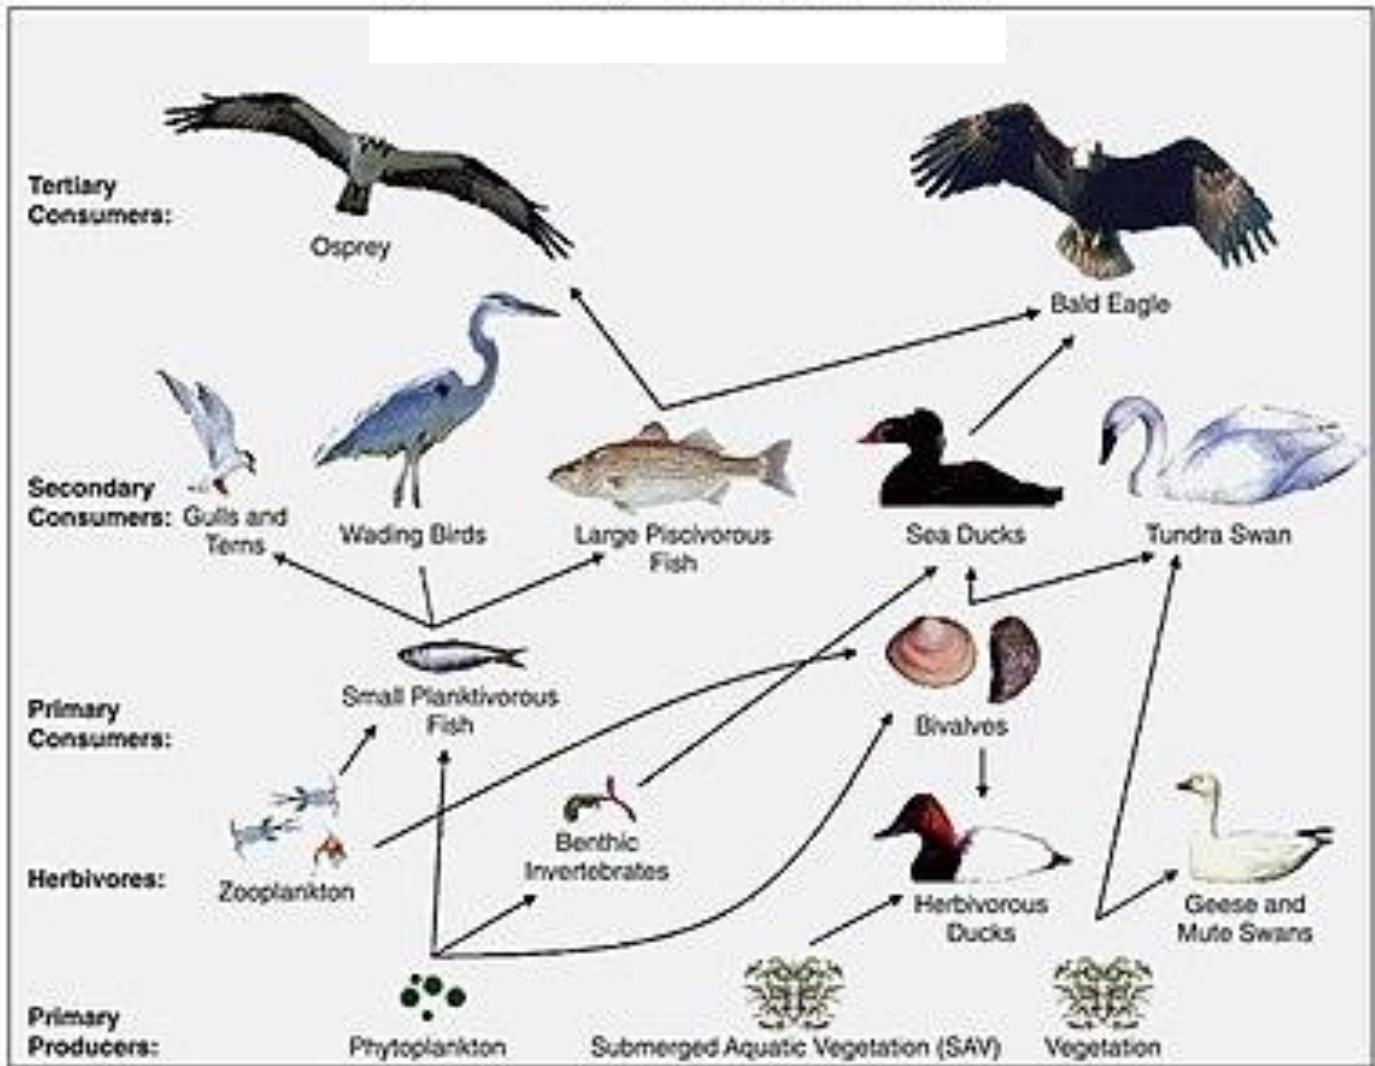 Tertiary
Consumers:
Osprey
Bald Eagle
Secondary
Consumers:
Gulls and
Terns
Wading Birds
Large Piscivorous
Fish
Sea Ducks
Tundra Swan
Primary
Consumers:
Small Planktivorous
Fish
Bivalves
Herbivores:
Zooplankton
Benthic
Invertebrates
Herbivorous
Ducks
Geese and
Mute Swans
Primary
Producers:
Phytoplankton
Submerged Aquatic Vegetation (SAV)
Vegetation